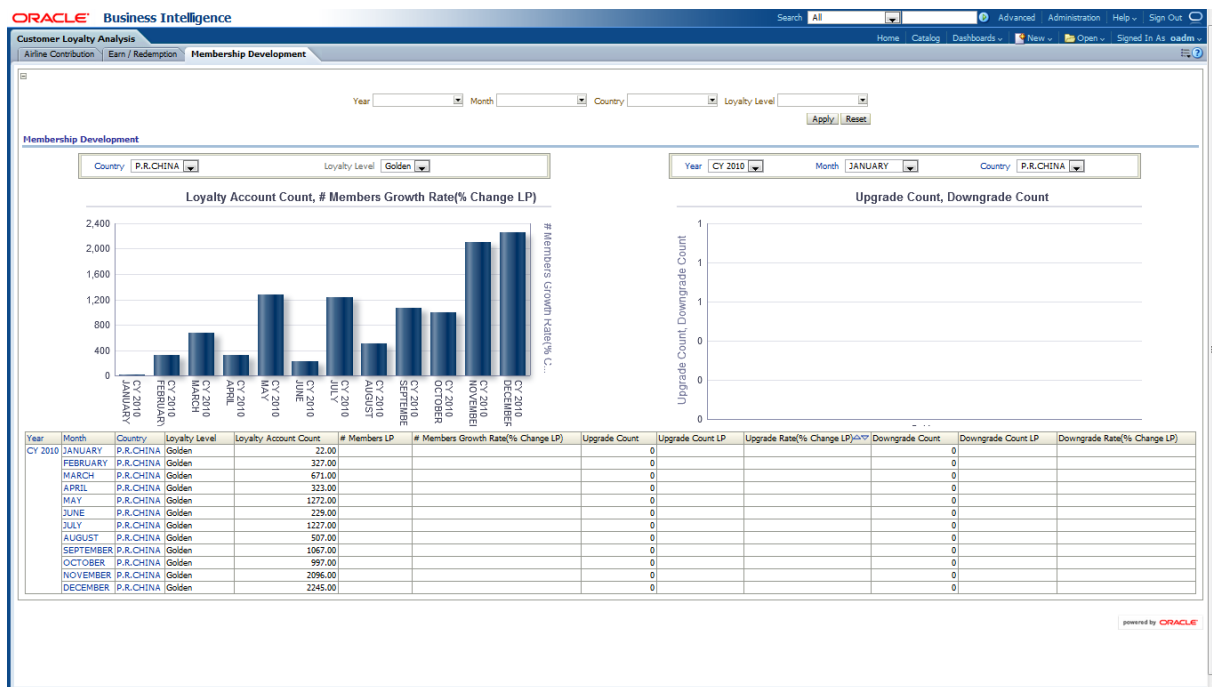 ORACLE Business Intelligence
Search All Advanced Administration Help Sign Out
Customer Loyalty Analysis
Home Catalog Dashboards New Open Signed In As oadm
Airline Contribution Earn / Redemption Membership Development
Year Month Country Loyalty Level
Apply Reset
Membership Development
Country P.R.CHINA Loyalty Level Golden
Year CY 2010 Month JANUARY Country P.R.CHINA
Loyalty Account Count, # Members Growth Rate(% Change LP)
2,400
2,000
1,600
1,200
800
400
0
# Members Growth Rate(% C...
CY 2010 JANUARY
CY 2010 FEBRUARY
CY 2010 MARCH
CY 2010 APRIL
CY 2010 MAY
CY 2010 JUNE
CY 2010 JULY
CY 2010 AUGUST
CY 2010 SEPTEMBE
CY 2010 OCTOBER
CY 2010 NOVEMBER
CY 2010 DECEMBER
Upgrade Count, Downgrade Count
Upgrade Count, Downgrade Count
1
1
1
0
0
0
Year Month Country Loyalty Level Loyalty Account Count # Members LP # Members Growth Rate(% Change LP) Upgrade Count Upgrade Count LP Upgrade Rate(% Change LP) Downgrade Count Downgrade Count LP Downgrade Rate(% Change LP)
CY 2010 JANUARY P.R.CHINA Golden 22.00 0 0
FEBRUARY P.R.CHINA Golden 327.00 0 0
MARCH P.R.CHINA Golden 671.00 0 0
APRIL P.R.CHINA Golden 323.00 0 0
MAY P.R.CHINA Golden 1272.00 0 0
JUNE P.R.CHINA Golden 229.00 0 0
JULY P.R.CHINA Golden 1227.00 0 0
AUGUST P.R.CHINA Golden 507.00 0 0
SEPTEMBER P.R.CHINA Golden 1067.00 0 0
OCTOBER P.R.CHINA Golden 997.00 0 0
NOVEMBER P.R.CHINA Golden 2096.00 0 0
DECEMBER P.R.CHINA Golden 2245.00 0 0
powered by ORACLE